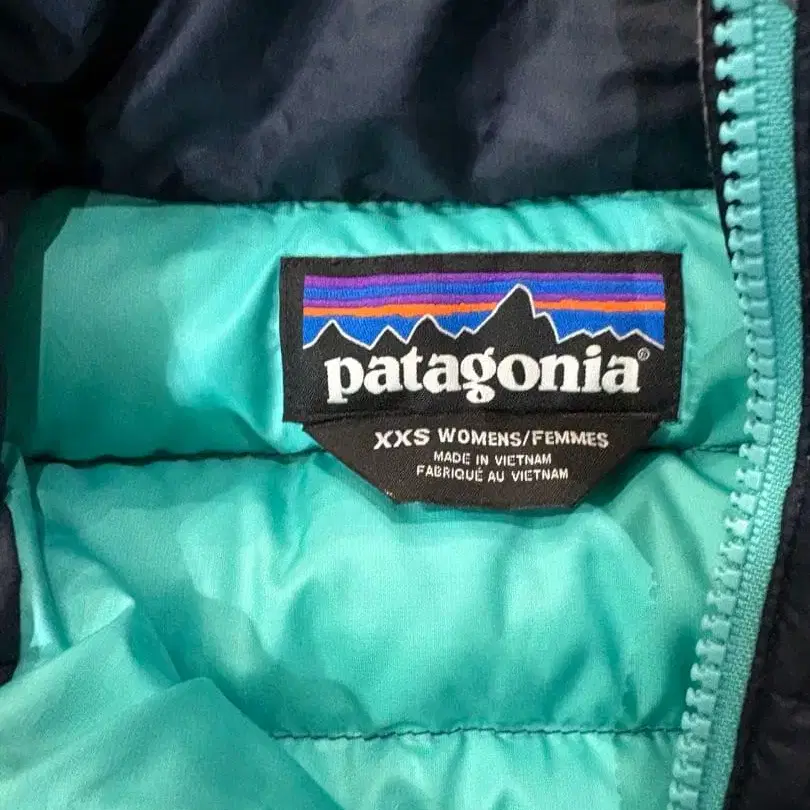 patagonia®
XXS WOMENS/FEMMES
MADE IN VIETNAM
FABRIQUÉ AU VIETNAM